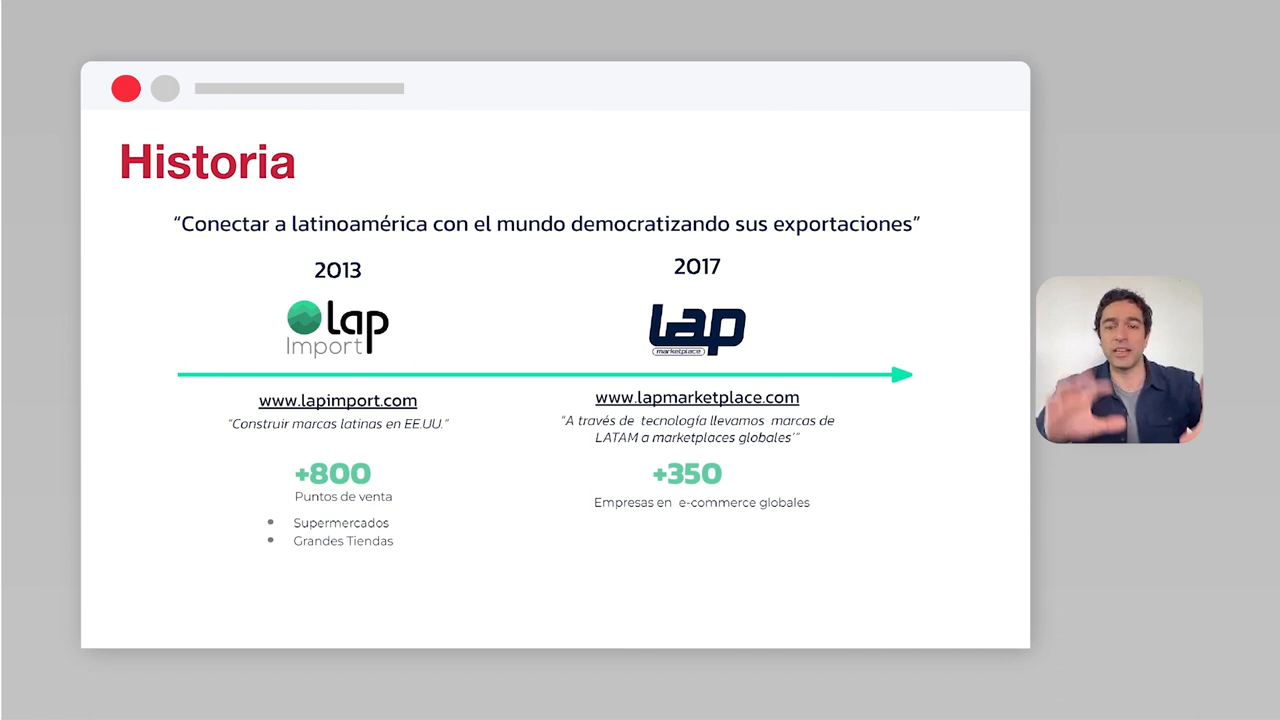 Historia
“Conectar a latinoamérica con el mundo democratizando sus exportaciones”
2013
lap
Import
www.lapimport.com
“Construir marcas latinas en EE.UU.”
+800
Puntos de venta
• Supermercados
• Grandes Tiendas
2017
Lap
marketplace
www.lapmarketplace.com
“A través de tecnología llevamos marcas de
LATAM a marketplaces globales´”
+350
Empresas en e-commerce globales